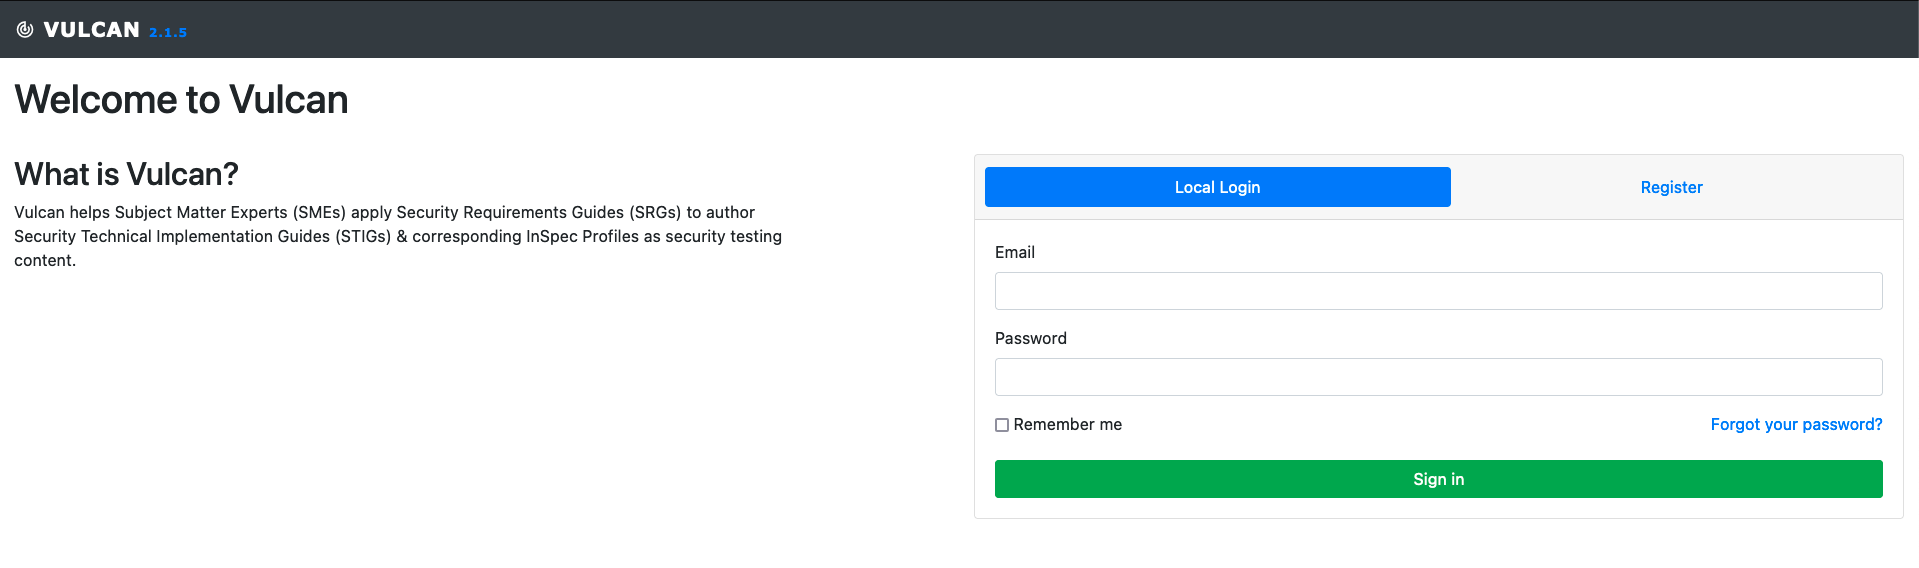 VULCAN 2.1.5
Welcome to Vulcan
What is Vulcan?
Vulcan helps Subject Matter Experts (SMEs) apply Security Requirements Guides (SRGs) to author
Security Technical Implementation Guides (STIGs) & corresponding InSpec Profiles as security testing
content.
Local Login
Register
Email
Password
Remember me
Forgot your password?
Sign in